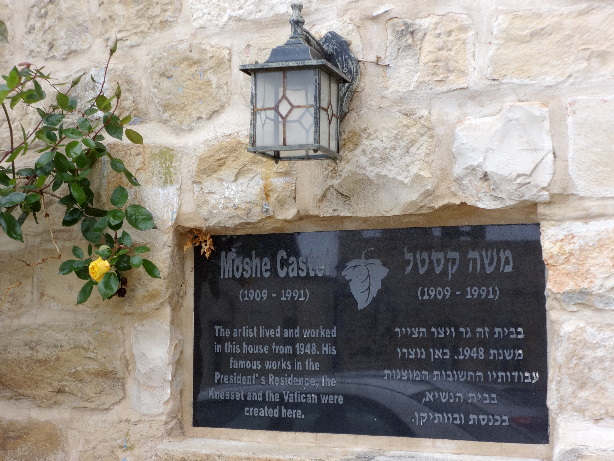 Moshe Castel
(1909 - 1991)
The artist lived and worked
in this house from 1948. His
famous works in the
President's Residence, the
Knesset and the Vatican were
created here.
משה קסטל
(1909 - 1991)
בבית זה גר ויצר הצייר
משנת 1948. כאן נוצרו
עבודותיו החשובות המוצגות
בבית הנשיא,
בכנסת ובוותיקן.